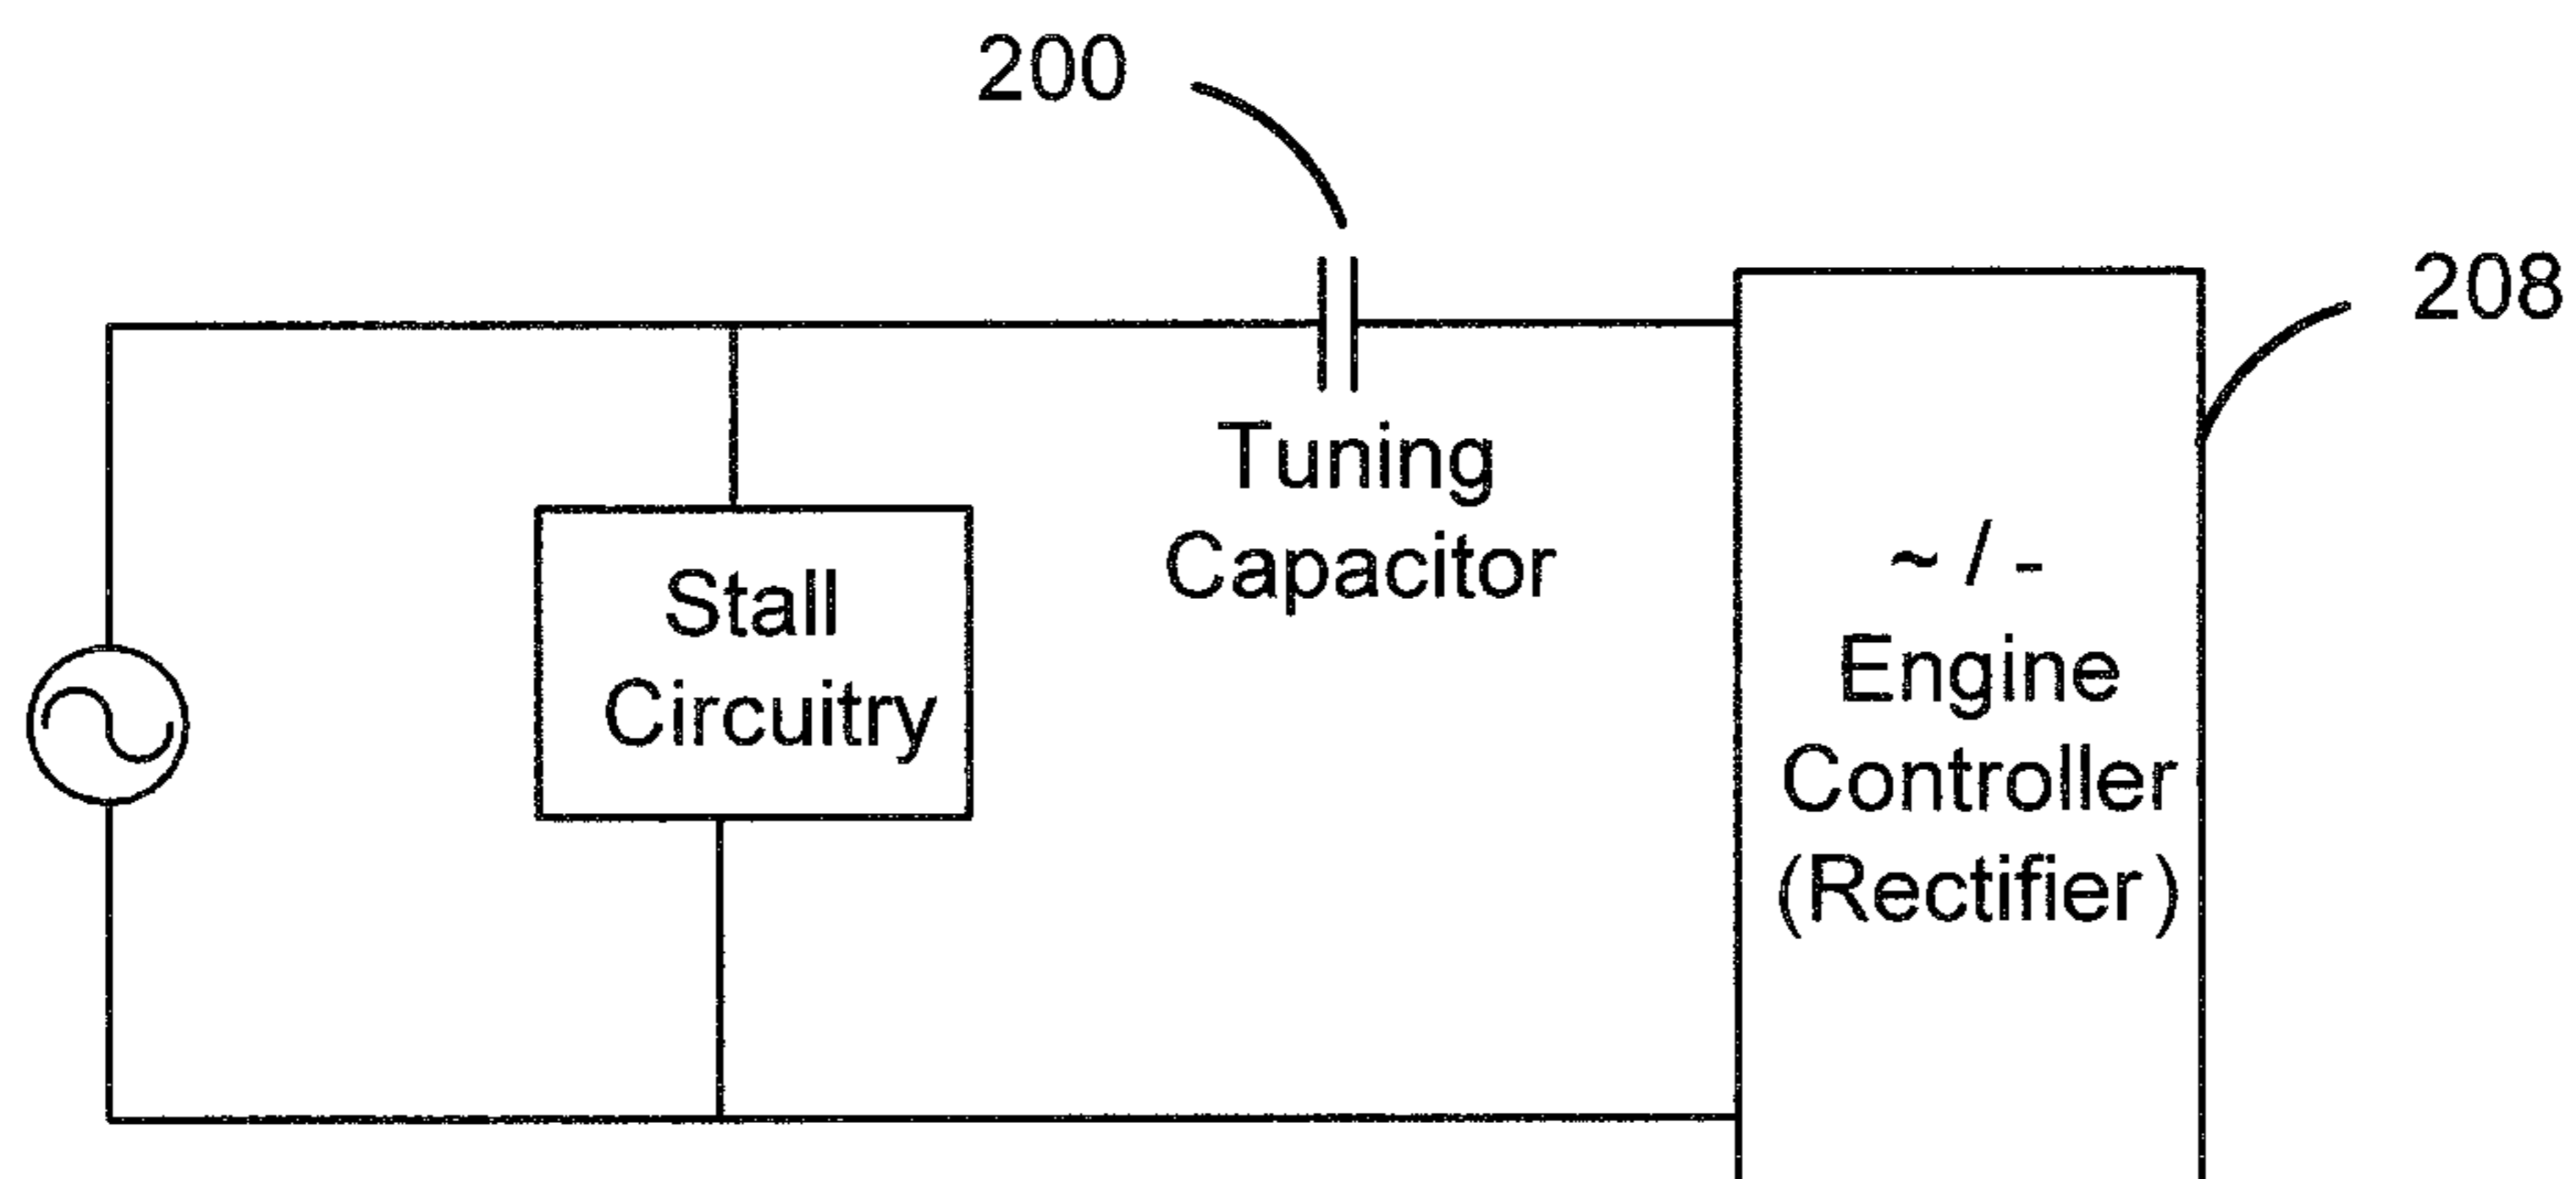 200
208
Tuning
Capacitor
Stall
Circuitry
~ / -
Engine
Controller
(Rectifier)